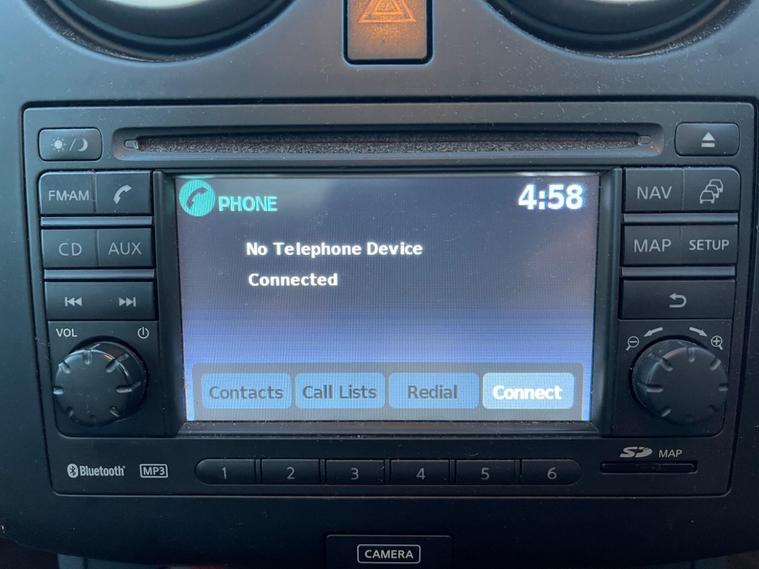 FM·AM
CD AUX
VOL
PHONE
4:58
No Telephone Device
Connected
Contacts Call Lists Redial Connect
NAV
MAP SETUP
Bluetooth®
MP3
1 2 3 4 5 6
SD MAP
CAMERA